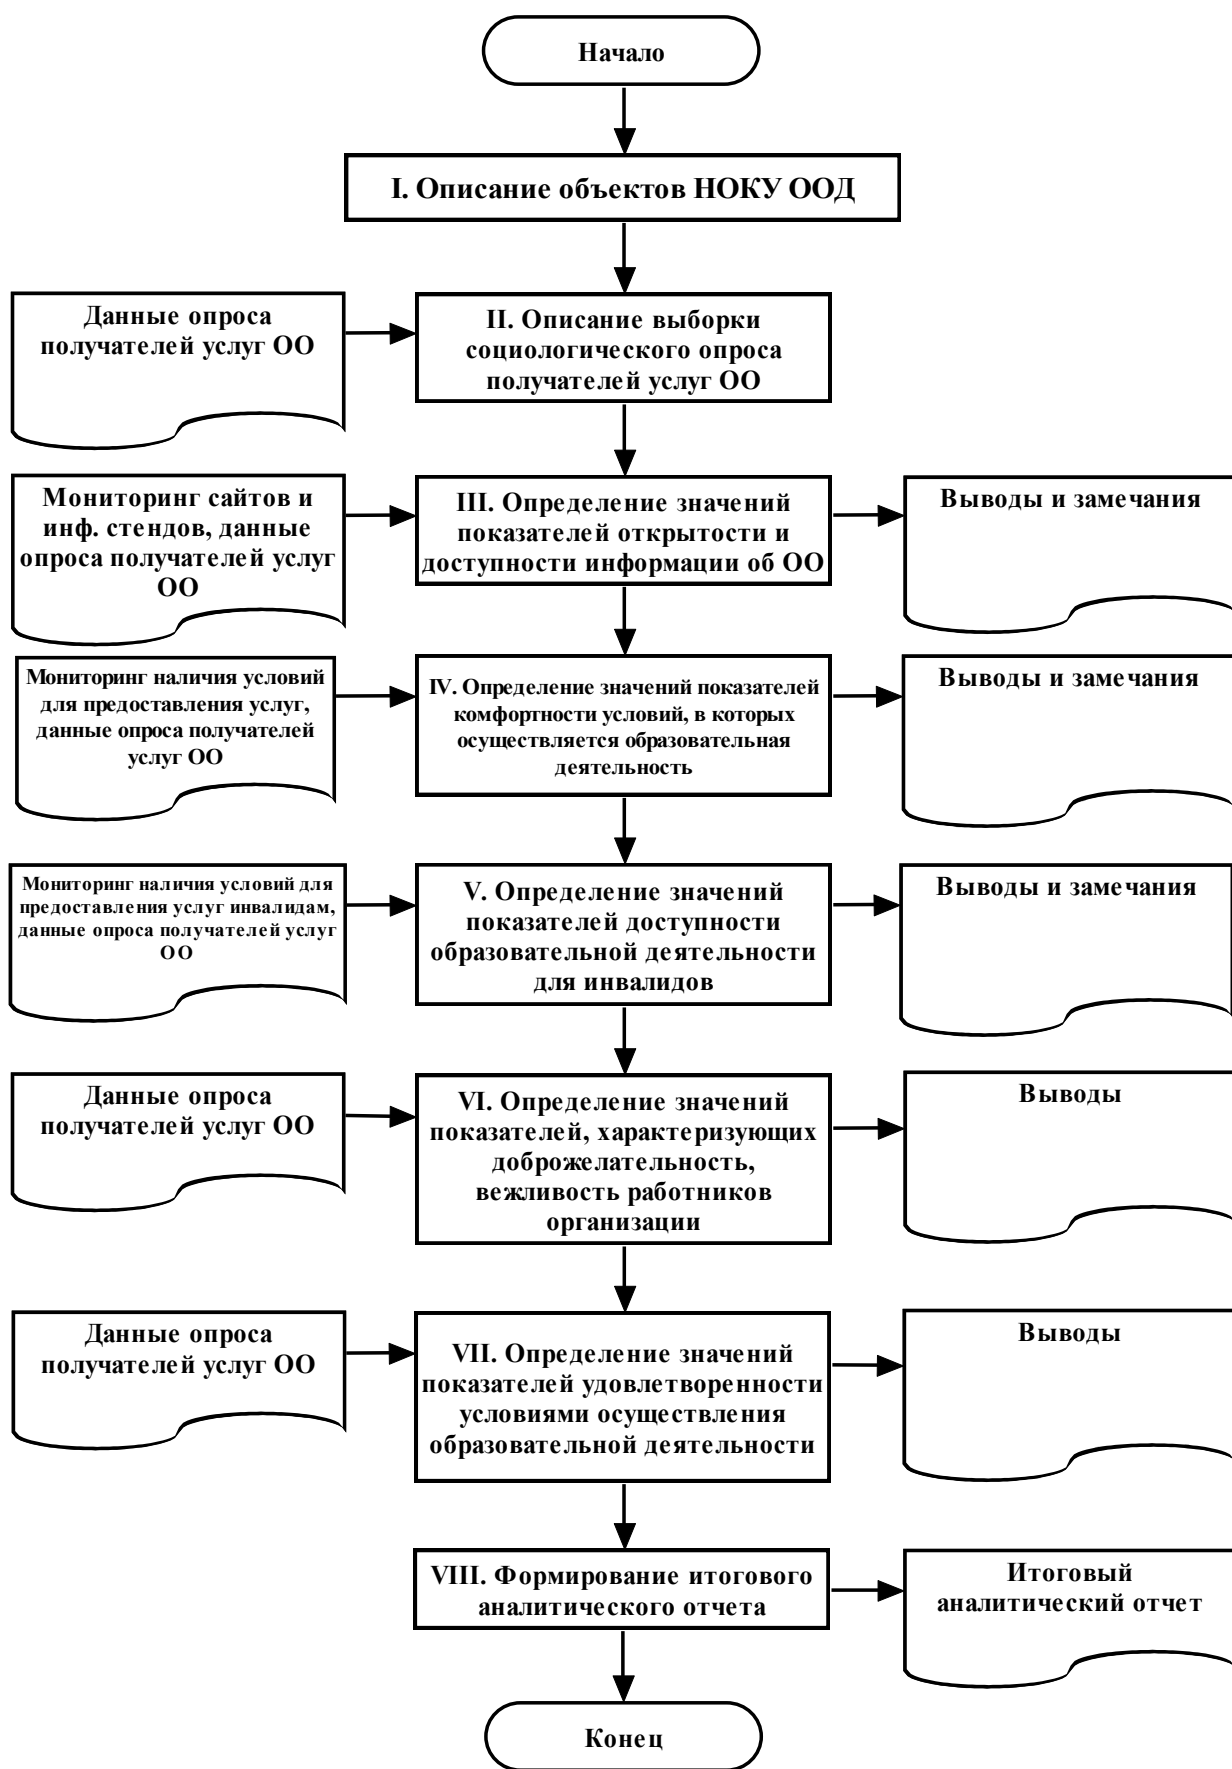 Начало
I. Описание объектов НОКУ ООД
Данные опроса
получателей услуг ОО
II. Описание выборки
социологического опроса
получателей услуг ОО
Мониторинг сайтов и
инф. стендов, данные
опроса получателей услуг
ОО
III. Определение значений
показателей открытости и
доступности информации об ОО
Выводы и замечания
Мониторинг наличия условий
для предоставления услуг,
данные опроса получателей
услуг ОО
IV. Определение значений показателей
комфортности условий, в которых
осуществляется образовательная
деятельность
Выводы и замечания
Мониторинг наличия условий для
предоставления услуг инвалидам,
данные опроса получателей услуг
ОО
V. Определение значений
показателей доступности
образовательной деятельности
для инвалидов
Выводы и замечания
Данные опроса
получателей услуг ОО
VI. Определение значений
показателей, характеризующих
доброжелательность,
вежливость работников
организации
Выводы
Данные опроса
получателей услуг ОО
VII. Определение значений
показателей удовлетворенности
условиями осуществления
образовательной деятельности
Выводы
VIII. Формирование итогового
аналитического отчета
Итоговый
аналитический отчет
Конец